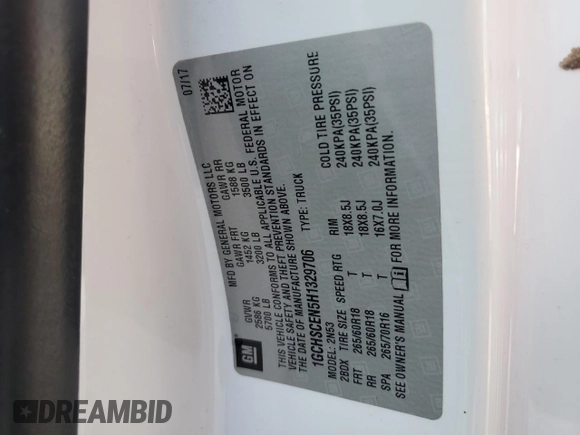 GM
MFD BY GENERAL MOTORS LLC
07/17
GVWR GAWR FRT GAWR RR
2586 KG 1452 KG 1588 KG
5700 LB 3200 LB 3500 LB
THIS VEHICLE CONFORMS TO ALL APPLICABLE U.S. FEDERAL MOTOR
VEHICLE SAFETY AND THEFT PREVENTION STANDARDS IN EFFECT ON
THE DATE OF MANUFACTURE SHOWN ABOVE.
1GCHSCEN5H1329706 TYPE: TRUCK
MODEL: 2N53
2BDX TIRE SIZE SPEED RTG RIM COLD TIRE PRESSURE
FRT 265/60R18 T 18X8.5J 240KPA(35PSI)
RR 265/60R18 T 18X8.5J 240KPA(35PSI)
SPA 265/70R16 T 16X7.0J 240KPA(35PSI)
SEE OWNER'S MANUAL i FOR MORE INFORMATION.
DREAMBID